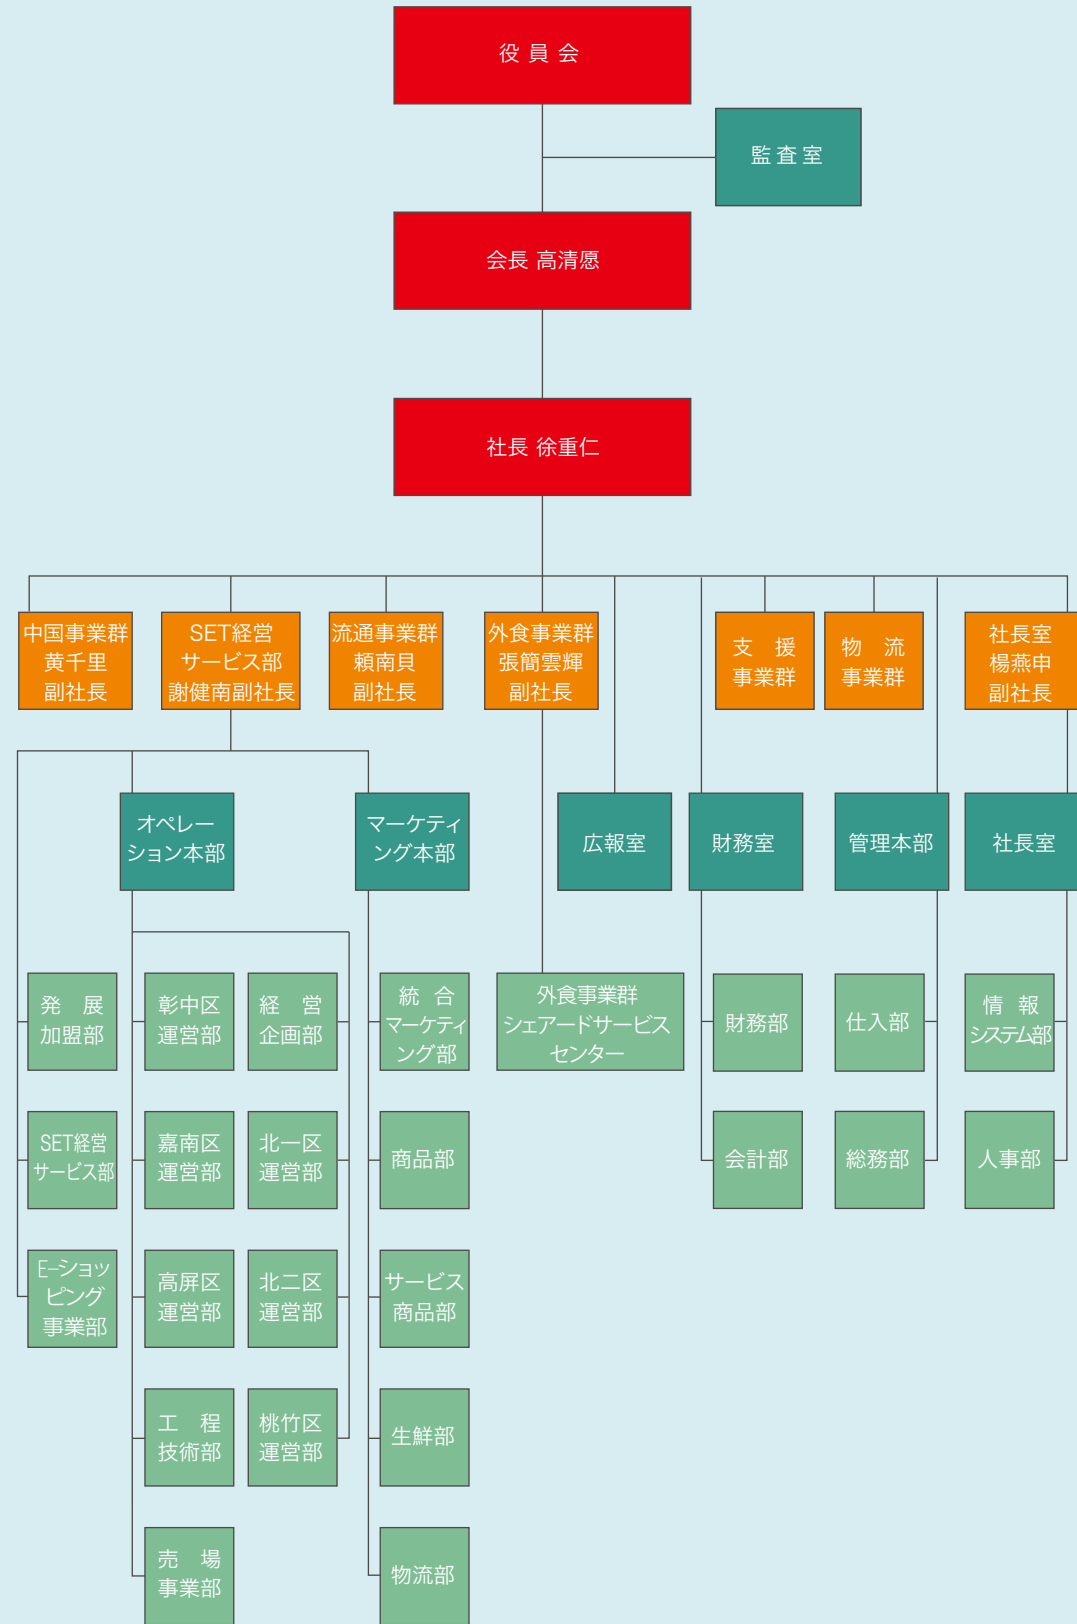 役員会
監査室
会長 高清愿
社長 徐重仁
中国事業群
黄千里
副社長
SET経営
サービス部
謝健南副社長
流通事業群
頼南貝
副社長
外食事業群
張簡雲輝
副社長
支 援
事業群
物 流
事業群
社長室
楊燕申
副社長
オペレー
ション本部
マーケティ
ング本部
広報室
財務室
管理本部
社長室
発 展
加盟部
彰中区
運営部
経 営
企画部
統 合
マーケティ
ング部
外食事業群
シェアードサービス
センター
財務部
仕入部
情 報
システム部
SET経営
サービス部
嘉南区
運営部
北一区
運営部
商品部
会計部
総務部
人事部
E-ショッ
ピング
事業部
高屏区
運営部
北二区
運営部
サービス
商品部
工 程
技術部
桃竹区
運営部
生鮮部
売 場
事業部
物流部